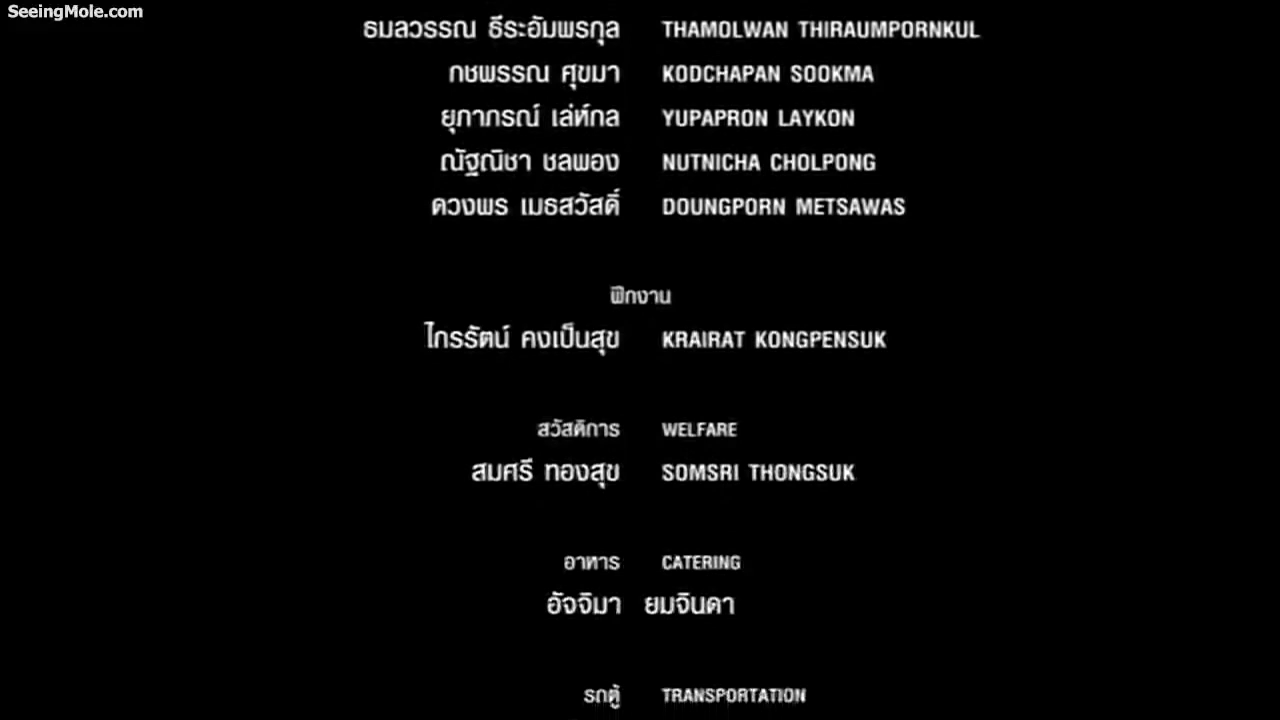 SeeingMole.com
ธมลวรรณ ธีระอัมพรกุล THAMOLWAN THIRAUMPORNKUL
กชพรรณ ศุขมา KODCHAPAN SOOKMA
ยุภาภรณ์ เล่ห์กล YUPAPRON LAYKON
ณัฐณิชา ชลพอง NUTNICHA CHOLPONG
ดวงพร เมธสวัสดิ์ DOUNGPORN METSAWAS
ฟิกงาน
ไกรรัตน์ คงเป็นสุข KRAIRAT KONGPENSUK
สวัสดิการ WELFARE
สมศรี ทองสุข SOMSRI THONGSUK
อาหาร CATERING
อัจจิมา ยมจินดา
รถตู้ TRANSPORTATION